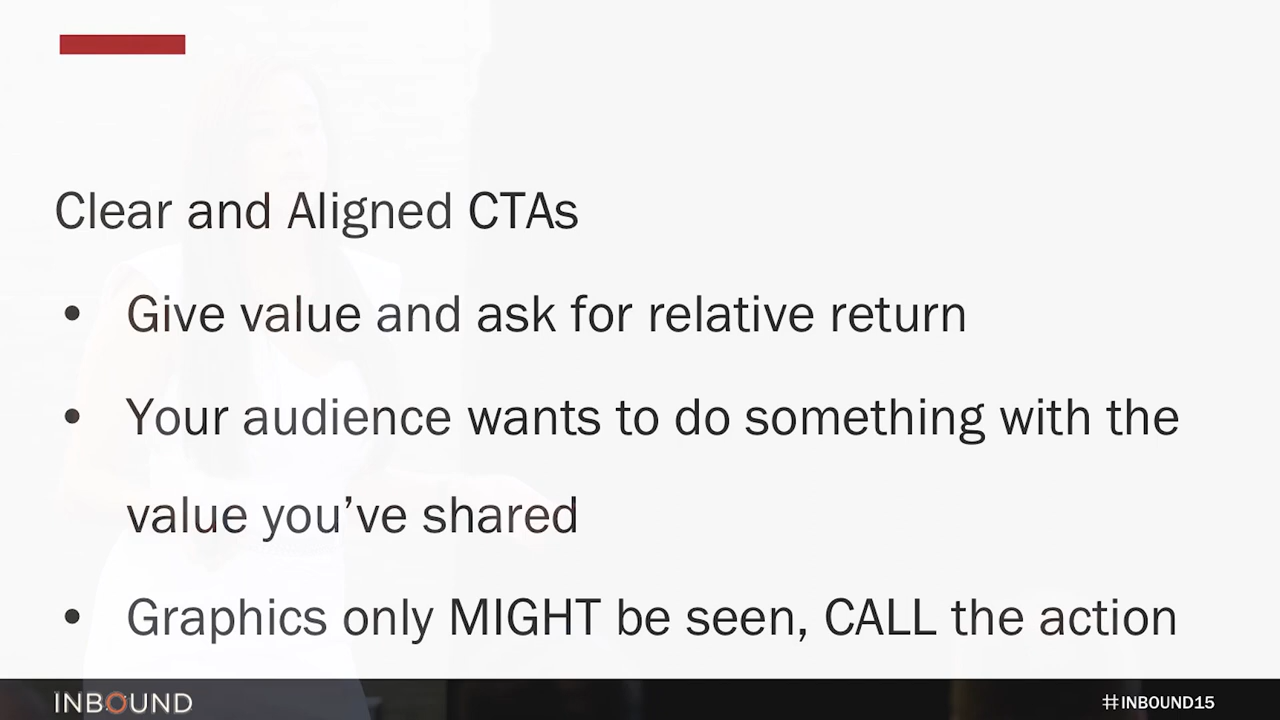 Clear and Aligned CTAs
• Give value and ask for relative return
• Your audience wants to do something with the
value you’ve shared
• Graphics only MIGHT be seen, CALL the action
INBOUND
#INBOUND15